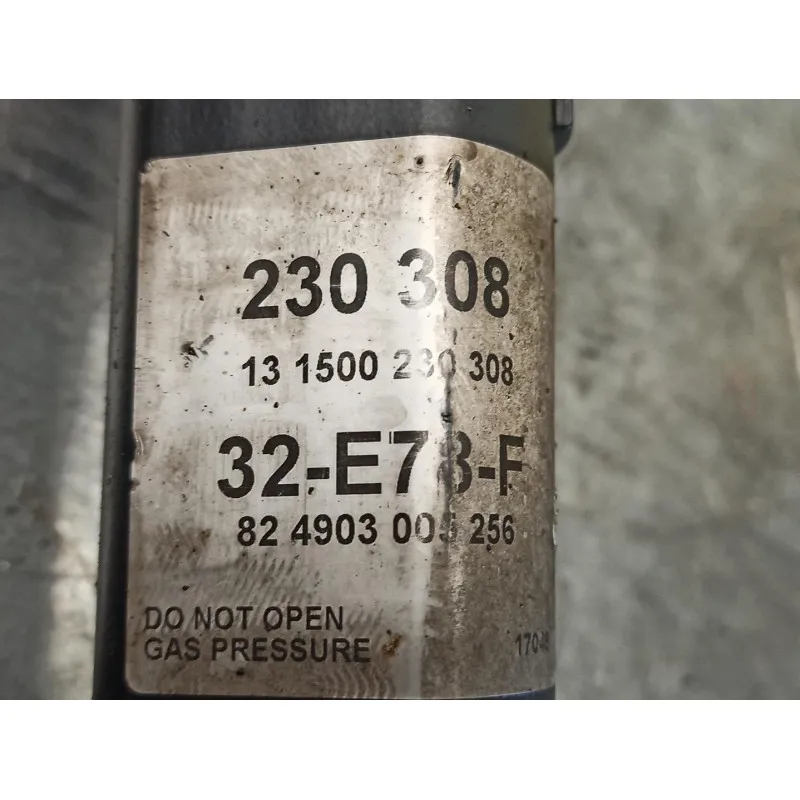 230 308
13 1500 230 308
32-E78-F
82 4903 005 256
DO NOT OPEN
GAS PRESSURE